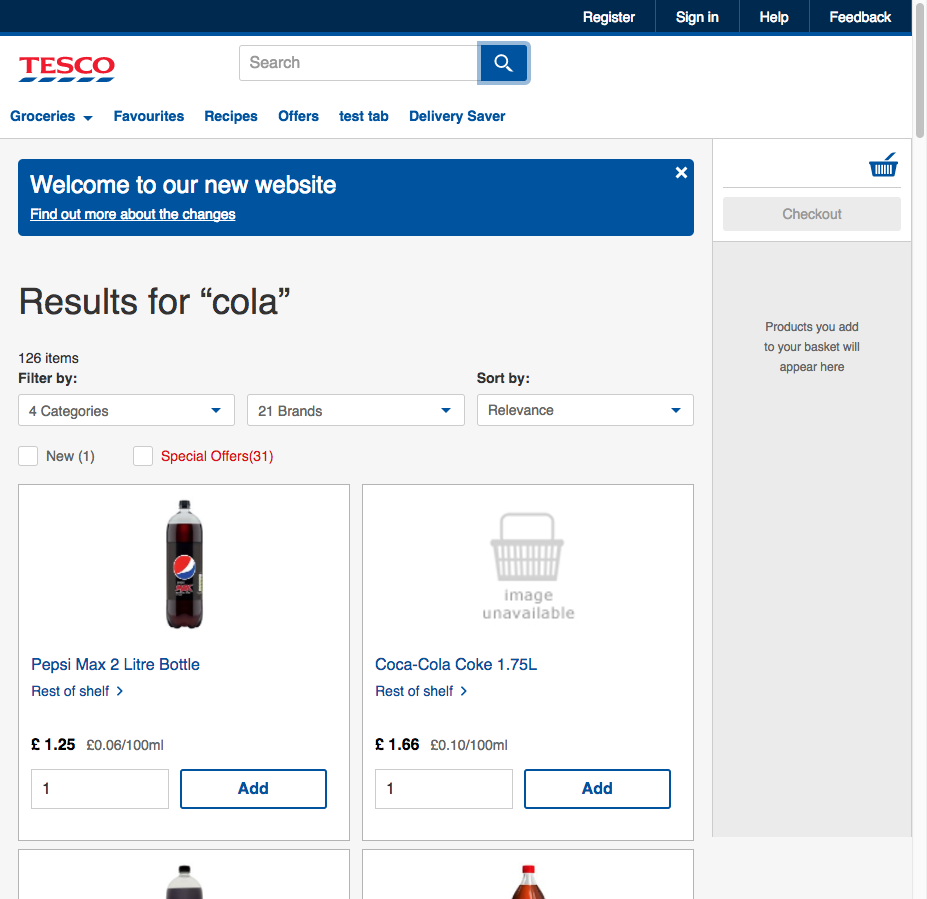 Register Sign in Help Feedback
TESCO
Search
Groceries Favourites Recipes Offers test tab Delivery Saver
Welcome to our new website
Find out more about the changes
Checkout
Products you add
to your basket will
appear here
Results for “cola”
126 items
Filter by: Sort by:
4 Categories 21 Brands Relevance
New (1) Special Offers(31)
image
unavailable
Pepsi Max 2 Litre Bottle Coca-Cola Coke 1.75L
Rest of shelf Rest of shelf
£ 1.25 £0.06/100ml £ 1.66 £0.10/100ml
1 Add 1 Add